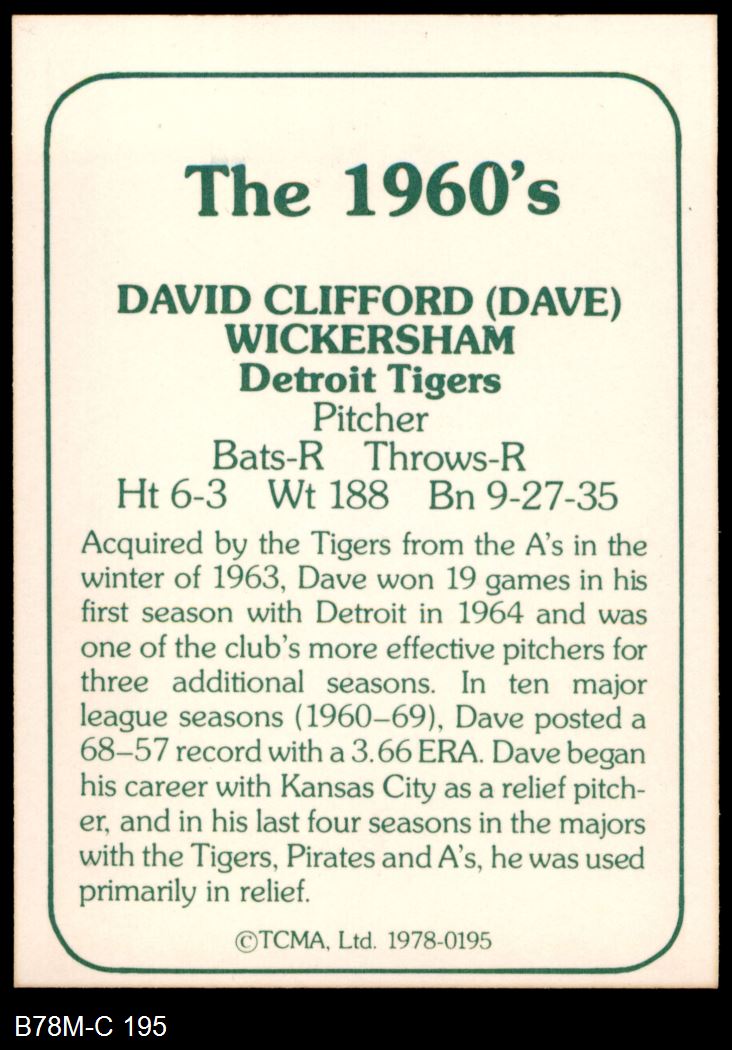 The 1960's
DAVID CLIFFORD (DAVE)
WICKERSHAM
Detroit Tigers
Pitcher
Bats-R Throws-R
Ht 6-3 Wt 188 Bn 9-27-35
Acquired by the Tigers from the A's in the
winter of 1963, Dave won 19 games in his
first season with Detroit in 1964 and was
one of the club's more effective pitchers for
three additional seasons. In ten major
league seasons (1960–69), Dave posted a
68–57 record with a 3.66 ERA. Dave began
his career with Kansas City as a relief pitch-
er, and in his last four seasons in the majors
with the Tigers, Pirates and A's, he was used
primarily in relief.
©TCMA, Ltd. 1978-0195
B78M-C 195